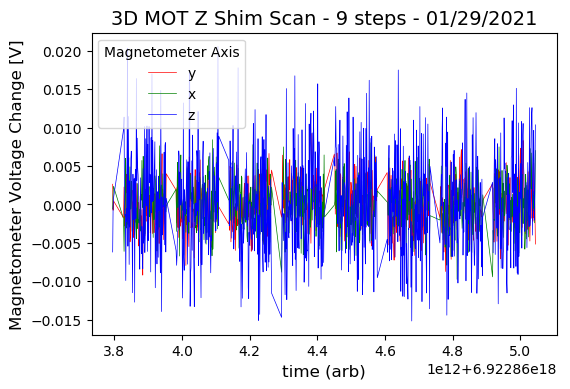 3D MOT Z Shim Scan - 9 steps - 01/29/2021
Magnetometer Voltage Change [V]
0.020
0.015
0.010
0.005
0.000
−0.005
−0.010
−0.015
Magnetometer Axis
y
x
z
3.8 4.0 4.2 4.4 4.6 4.8 5.0
time (arb)
1e12+6.92286e18